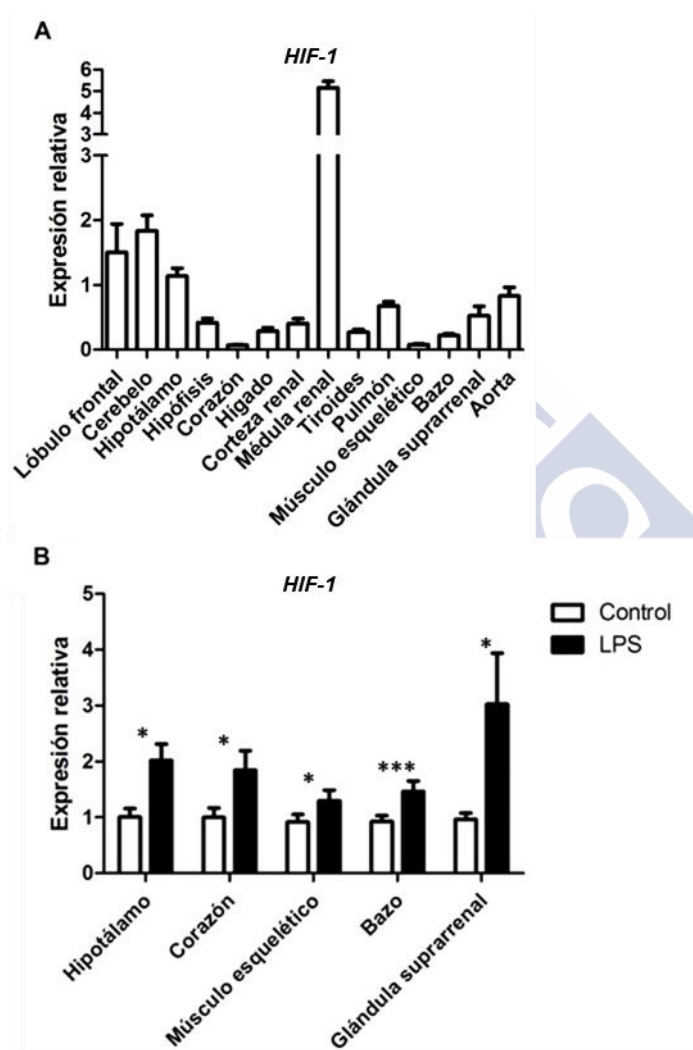 A
HIF-1
Expresión relativa
6
5
4
3
3
2
1
0
Lóbulo frontal
Cerebelo
Hipotálamo
Hipófisis
Corazón
Higado
Corteza renal
Médula renal
Tiroides
Pulmón
Músculo esquelético
Bazo
Glándula suprarrenal
Aorta
B
HIF-1
Expresión relativa
5
4
3
2
1
0
*
*
*
***
*
Hipotálamo
Corazón
Músculo esquelético
Bazo
Glándula suprarrenal
Control
LPS